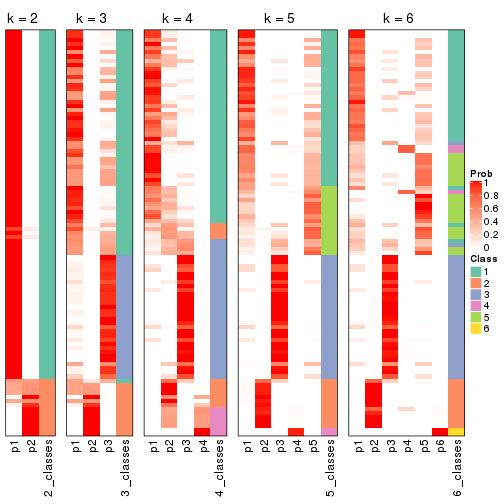 k = 2
k = 3
k = 4
k = 5
k = 6
p1
p2
2_classes
p1
p2
p3
3_classes
p1
p2
p3
p4
4_classes
p1
p2
p3
p4
p5
5_classes
p1
p2
p3
p4
p5
p6
6_classes
Prob
1
0.8
0.6
0.4
0.2
0
Class
1
2
3
4
5
6